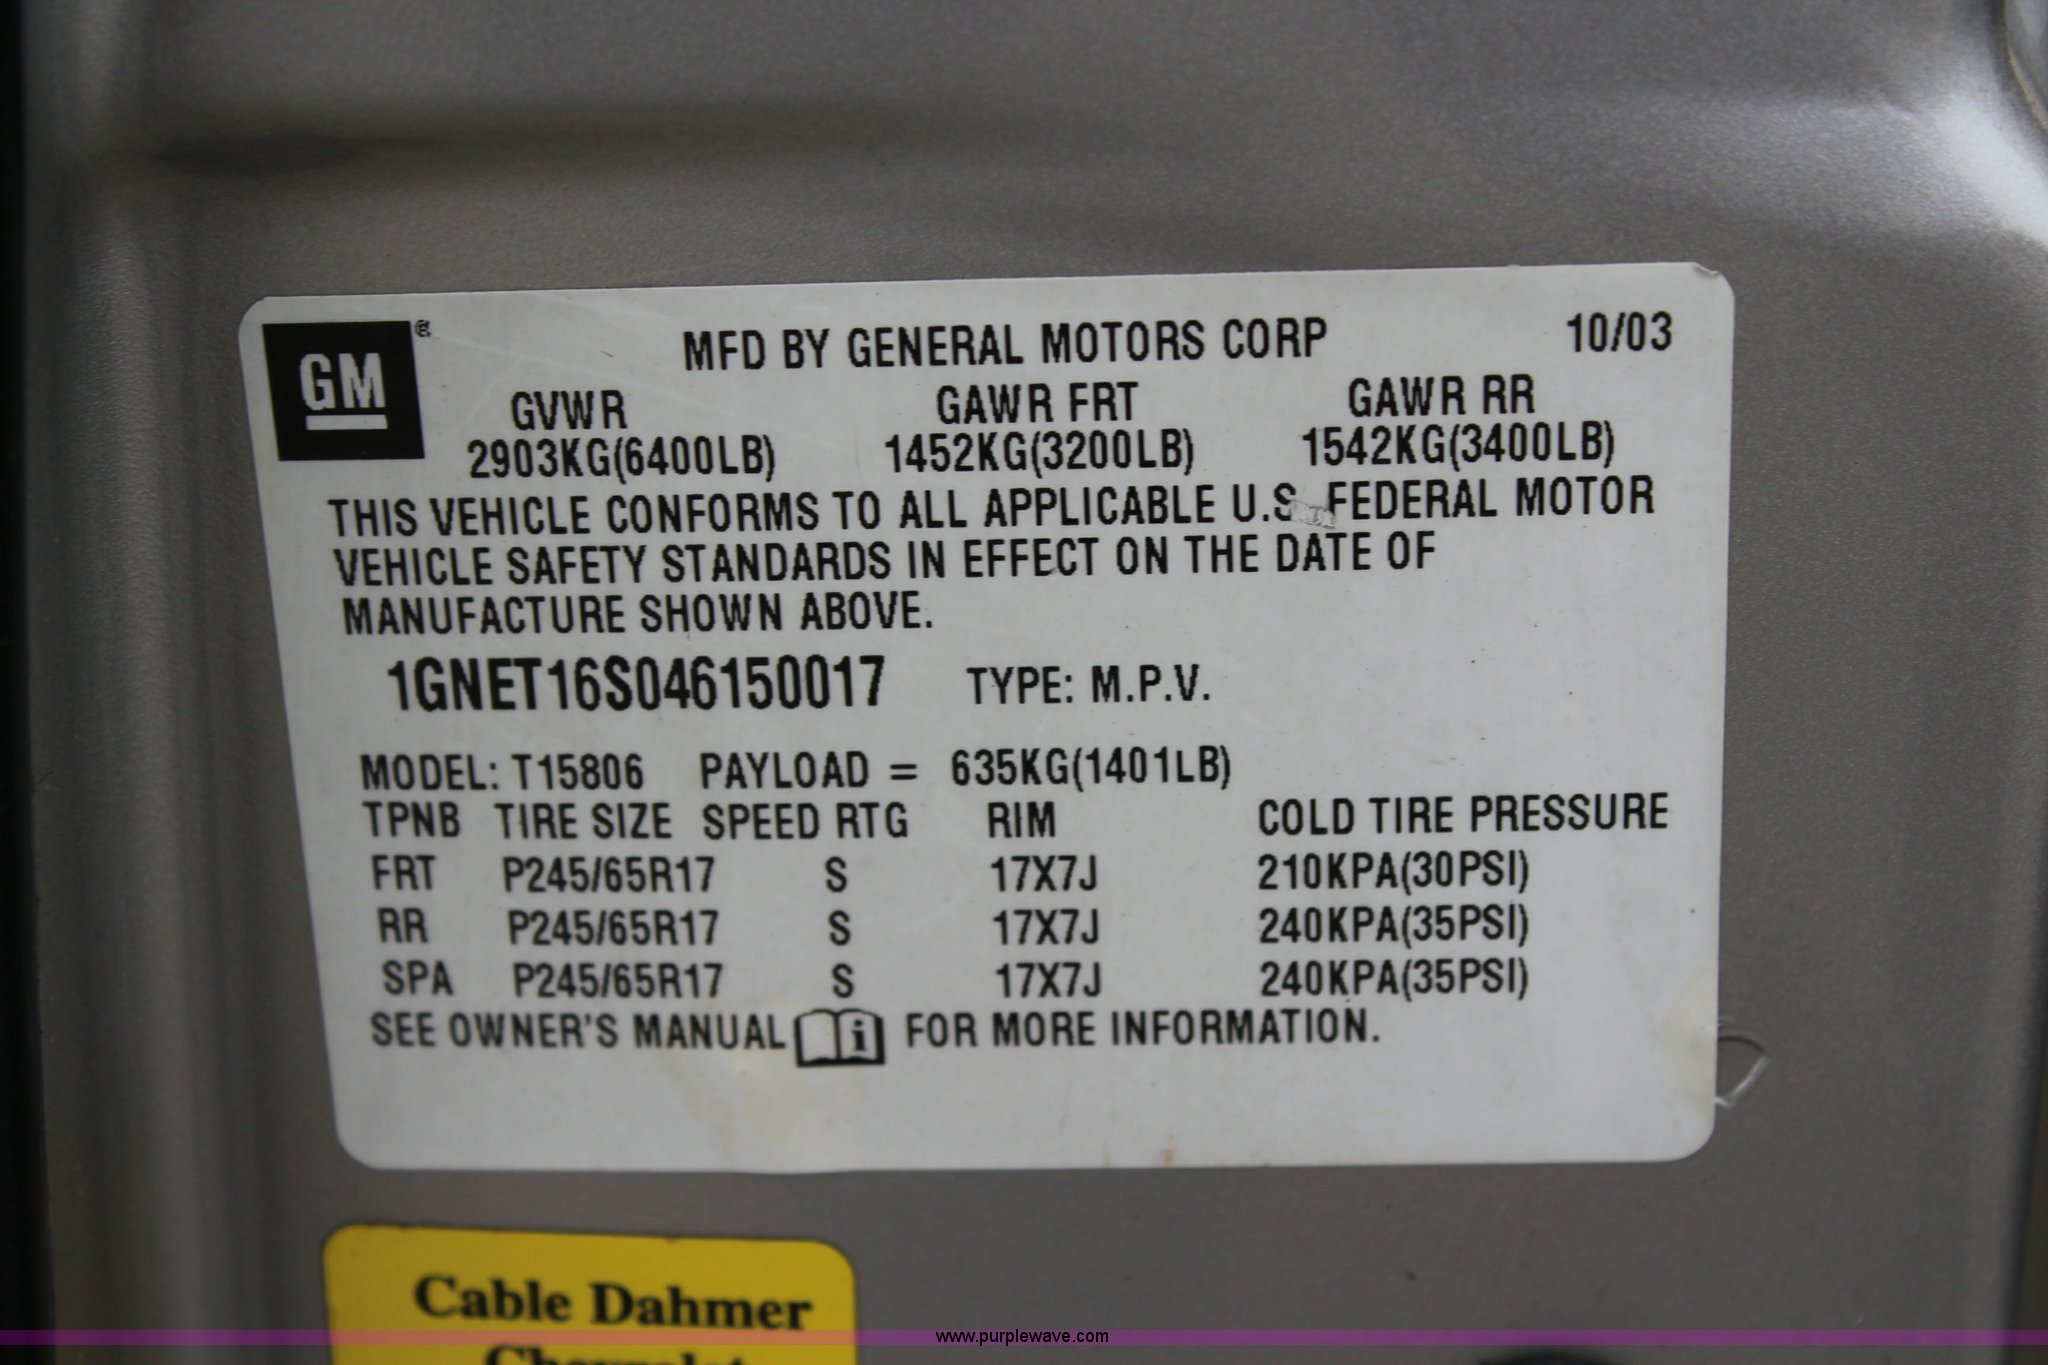 GM®
MFD BY GENERAL MOTORS CORP 10/03
GVWR GAWR FRT GAWR RR
2903KG(6400LB) 1452KG(3200LB) 1542KG(3400LB)
THIS VEHICLE CONFORMS TO ALL APPLICABLE U.S. FEDERAL MOTOR
VEHICLE SAFETY STANDARDS IN EFFECT ON THE DATE OF
MANUFACTURE SHOWN ABOVE.
1GNET16S046150017 TYPE: M.P.V.
MODEL: T15806 PAYLOAD = 635KG(1401LB)
TPNB TIRE SIZE SPEED RTG RIM COLD TIRE PRESSURE
FRT P245/65R17 S 17X7J 210KPA(30PSI)
RR P245/65R17 S 17X7J 240KPA(35PSI)
SPA P245/65R17 S 17X7J 240KPA(35PSI)
SEE OWNER'S MANUAL i FOR MORE INFORMATION.
Cable Dahmer
Chevrolet
www.purplewave.com